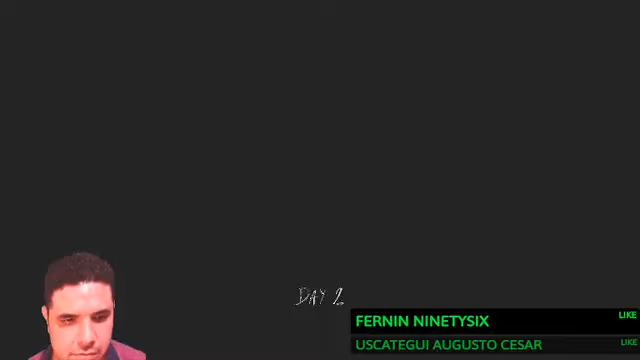 DAY 2
FERNIN NINETYSIX LIKE
USCATEGUI AUGUSTO CESAR LIKE